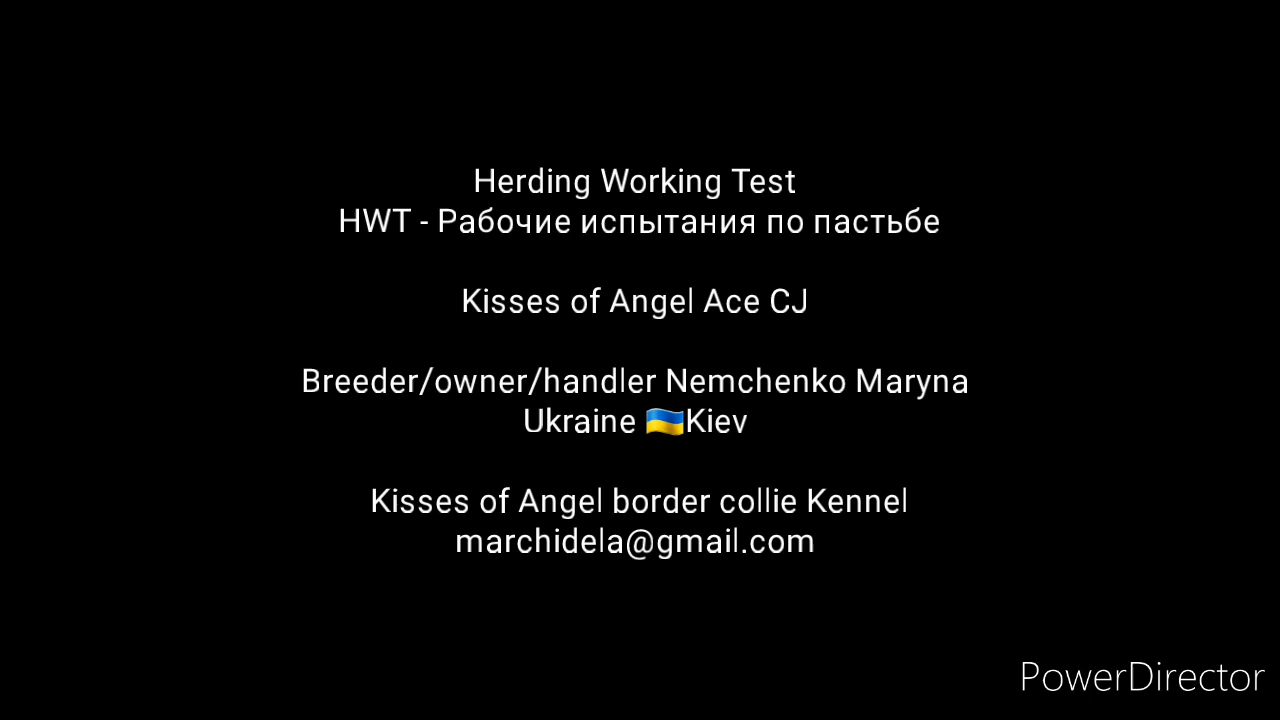 Herding Working Test
HWT - Рабочие испытания по пастьбе
Kisses of Angel Ace CJ
Breeder/owner/handler Nemchenko Maryna
Ukraine 🇺🇦Kiev
Kisses of Angel border collie Kennel
marchidela@gmail.com
PowerDirector